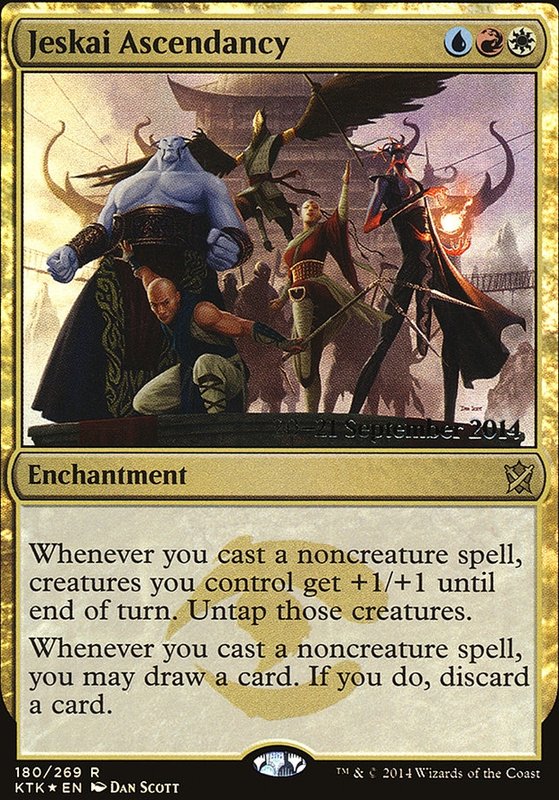 Jeskai Ascendancy
Dan Scott
21 September 2014
Enchantment
Whenever you cast a noncreature spell,
creatures you control get +1/+1 until
end of turn. Untap those creatures.
Whenever you cast a noncreature spell,
you may draw a card. If you do, discard
a card.
180/269 R
KTK★EN Dan Scott
™ & © 2014 Wizards of the Coast